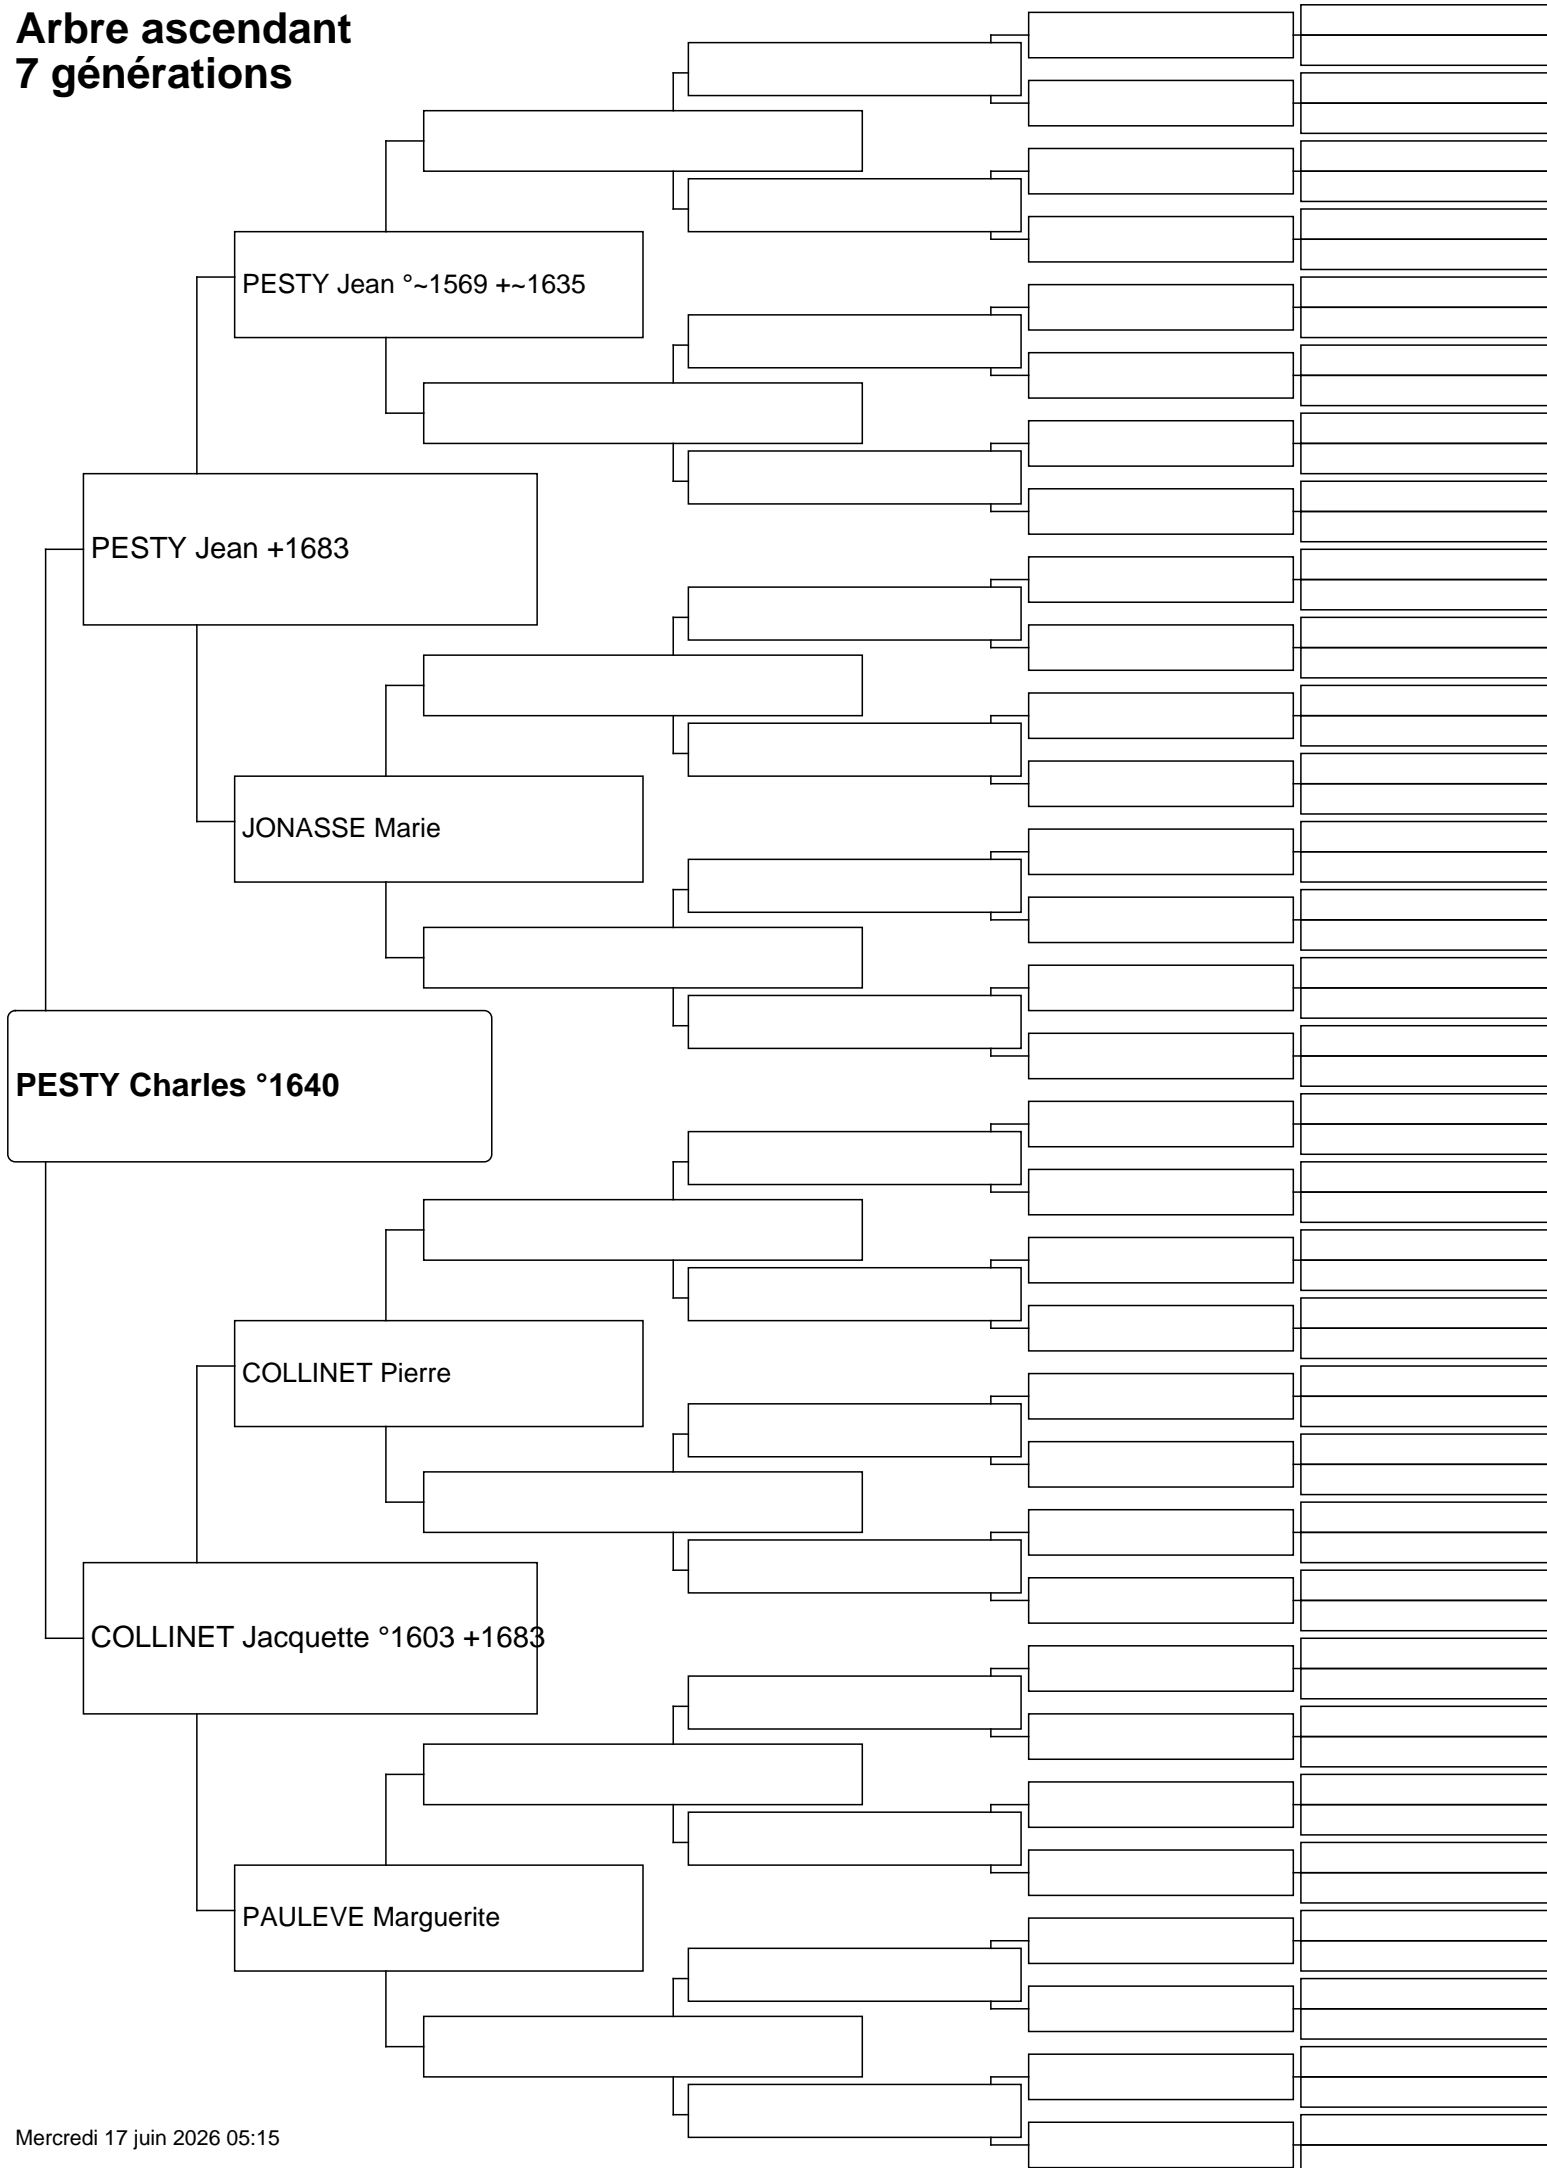 Arbre ascendant
7 générations
PESTY Jean °~1569 +~1635
PESTY Jean +1683
JONASSE Marie
PESTY Charles °1640
COLLINET Pierre
COLLINET Jacquette °1603 +1683
PAULEVE Marguerite
Mercredi 17 juin 2026 05:15